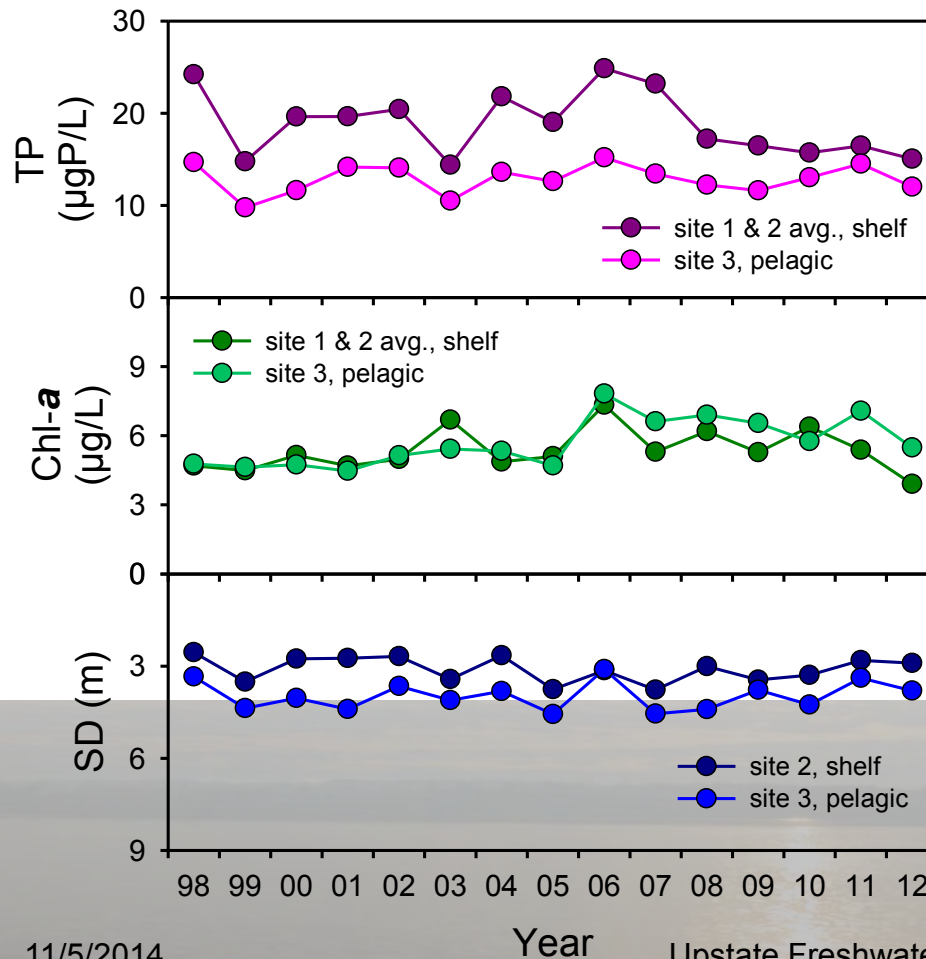 30
20
10
0
TP
(µgP/L)
site 1 & 2 avg., shelf
site 3, pelagic
9
6
3
0
Chl-a
(µg/L)
site 1 & 2 avg., shelf
site 3, pelagic
3
6
9
SD (m)
site 2, shelf
site 3, pelagic
98 99 00 01 02 03 04 05 06 07 08 09 10 11 12
Year
11/5/2014
Upstate Freshwate